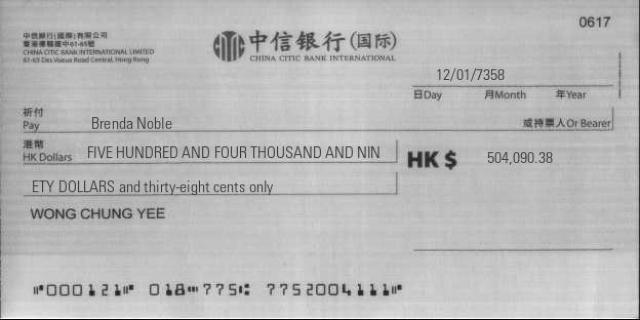 0617
中信銀行(國際)有限公司
香港德輔道中61-65號
CHINA CITIC BANK INTERNATIONAL LIMITED
61-65 Des Voeux Road Central, Hong Kong
中信银行(国际)
CHINA CITIC BANK INTERNATIONAL
12/01/7358
日Day 月Month 年Year
祈付
Pay Brenda Noble 或持票人Or Bearer
港幣
HK Dollars FIVE HUNDRED AND FOUR THOUSAND AND NIN HK $ 504,090.38
ETY DOLLARS and thirty-eight cents only
WONG CHUNG YEE
⑈000121⑈ 018⑉775⑆ 7752004111⑈